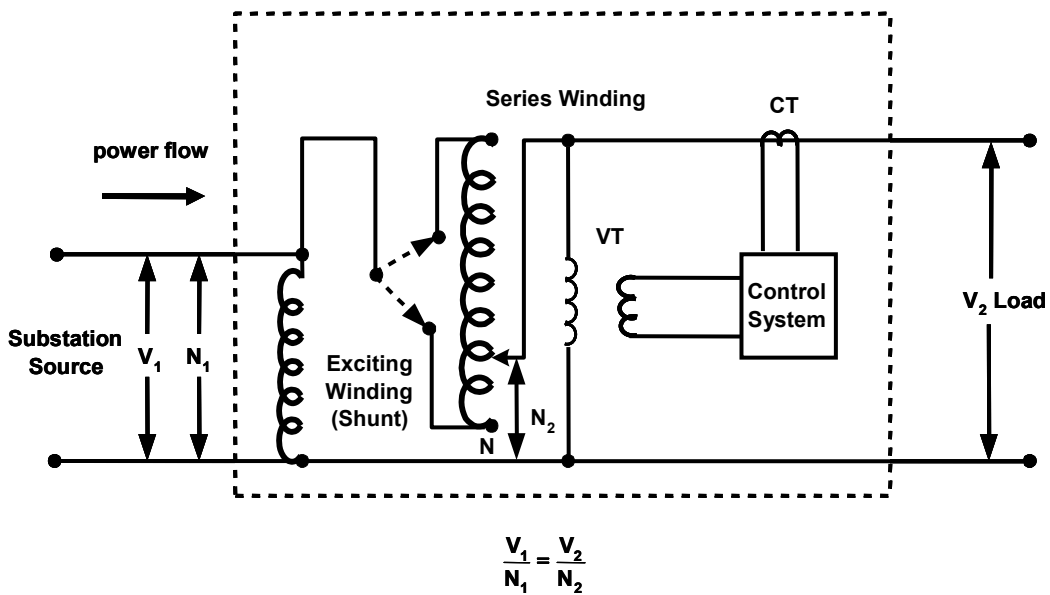 Series Winding
CT
power flow
VT
Control
System
V₂ Load
Substation
Source
V₁
N₁
Exciting
Winding
(Shunt)
N
N₂
V₁/N₁ = V₂/N₂